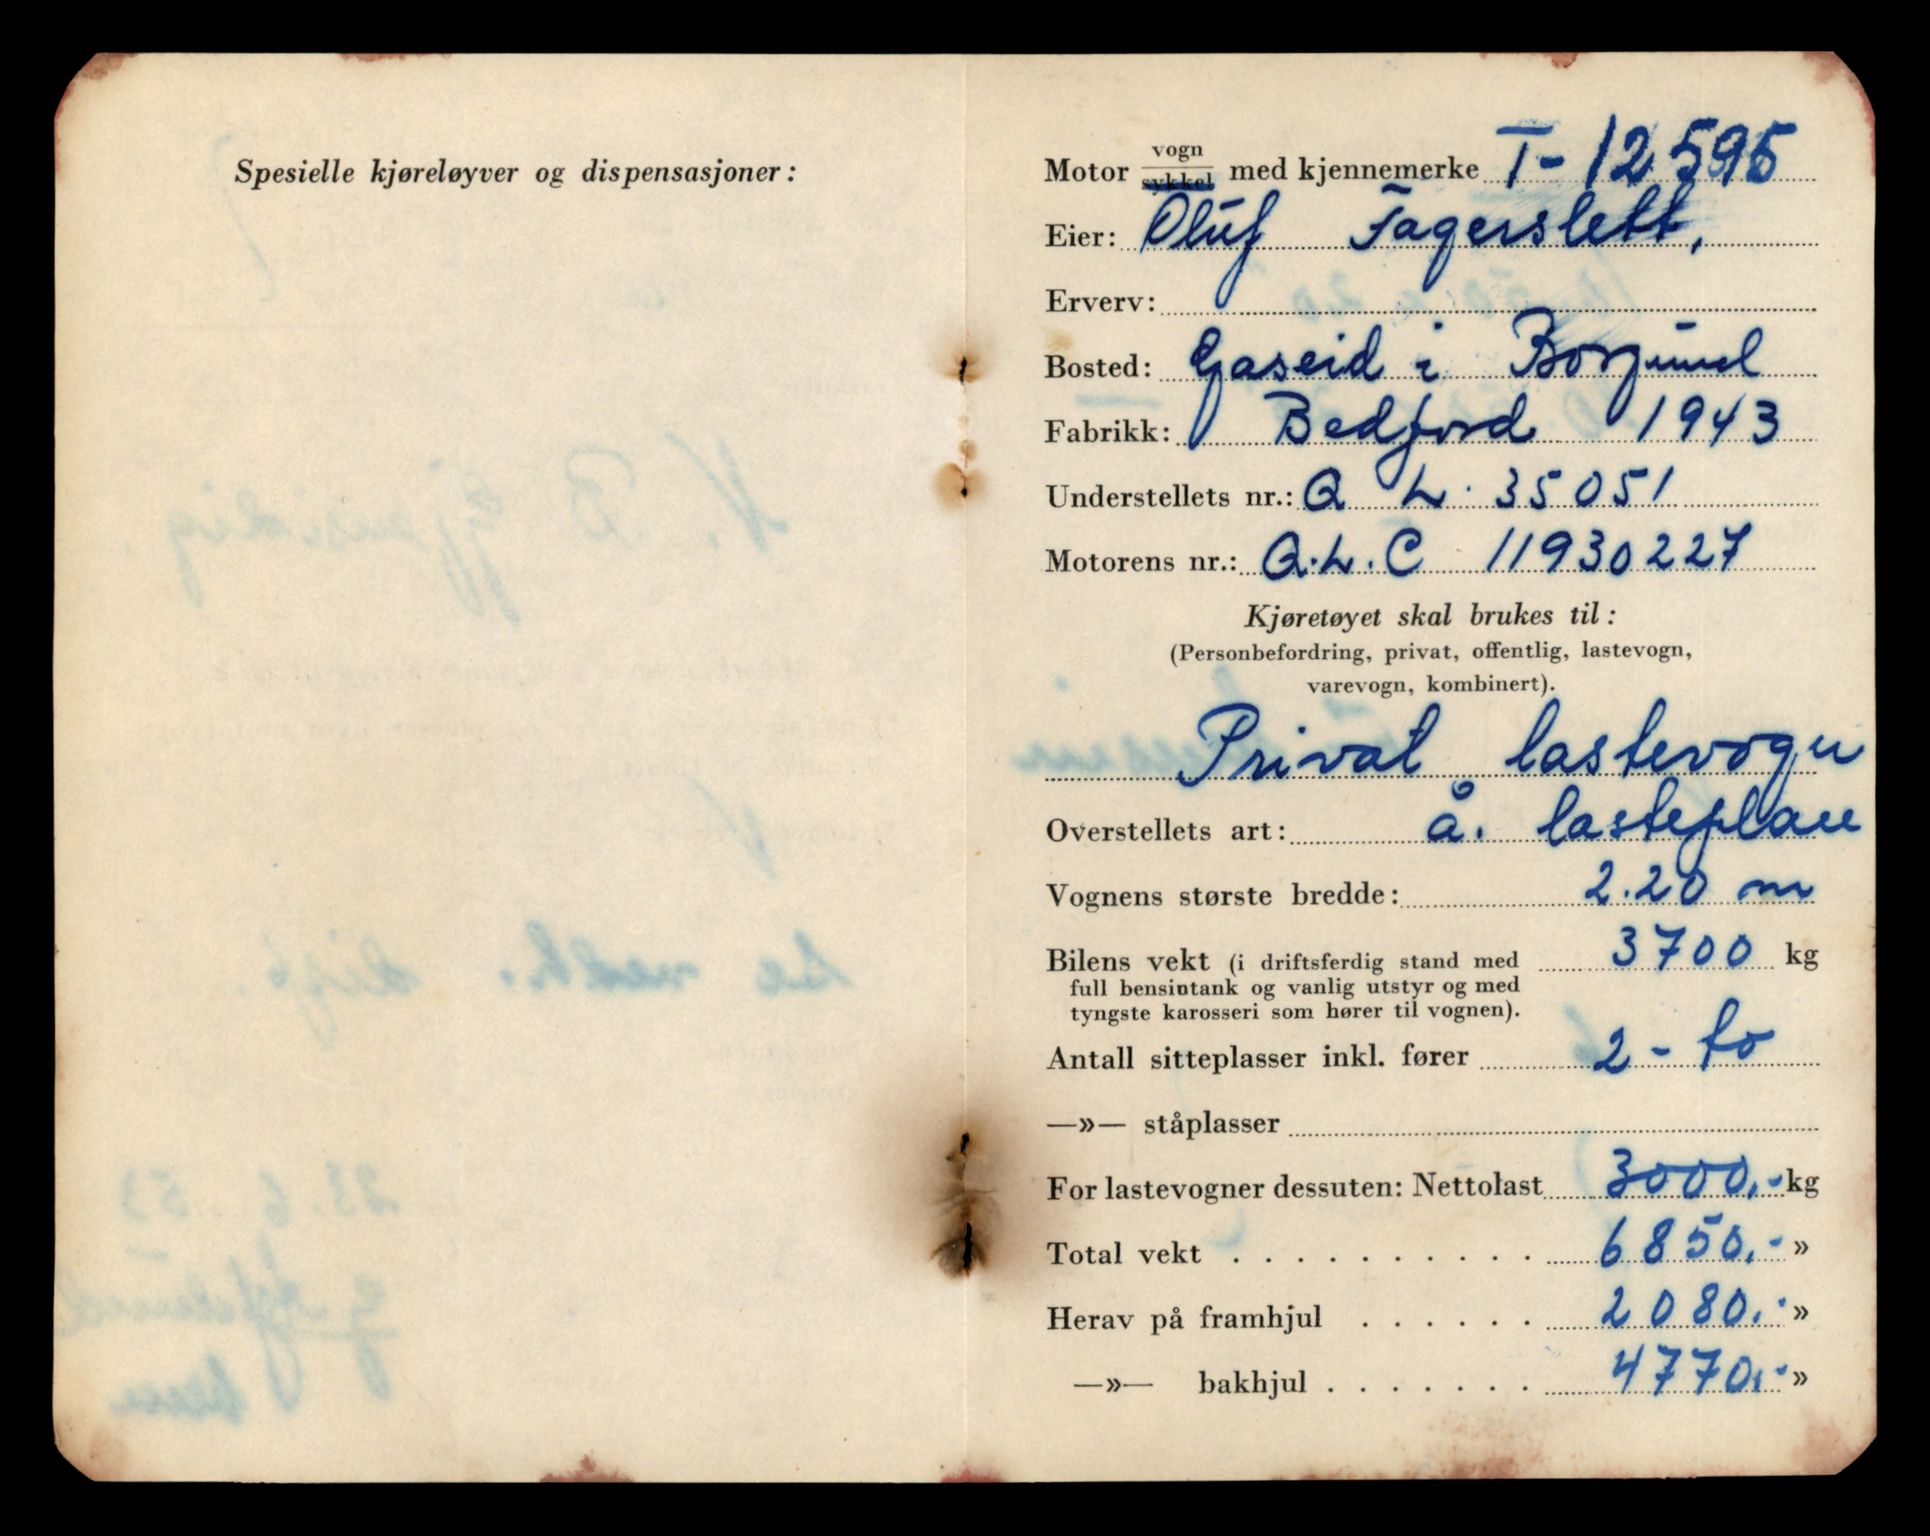 Spesielle kjøreløyver og dispensasjoner:
Motor vogn/sykkel med kjennemerke T-12595
Eier: Oluf Fagerslett,
Erverv:
Bosted: Gåseid i Borgund
Fabrikk: Bedford 1943
Understellets nr.: Q L. 35051
Motorens nr.: Q.L.C 11930227
Kjøretøyet skal brukes til:
(Personbefordring, privat, offentlig, lastevogn,
varevogn, kombinert).
Privat lastevogn
Overstellets art: å. lasteplan
Vognens største bredde: 2.20 m
Bilens vekt (i driftsferdig stand med 3700 kg
full bensintank og vanlig utstyr og med
tyngste karosseri som hører til vognen).
Antall sitteplasser inkl. fører 2 - to
—»— ståplasser
For lastevogner dessuten: Nettolast 3000,- kg
Total vekt . . . . . . . . . . . 6850,- »
Herav på framhjul . . . . . . 2080,- »
—»— bakhjul . . . . . . . 4770,- »